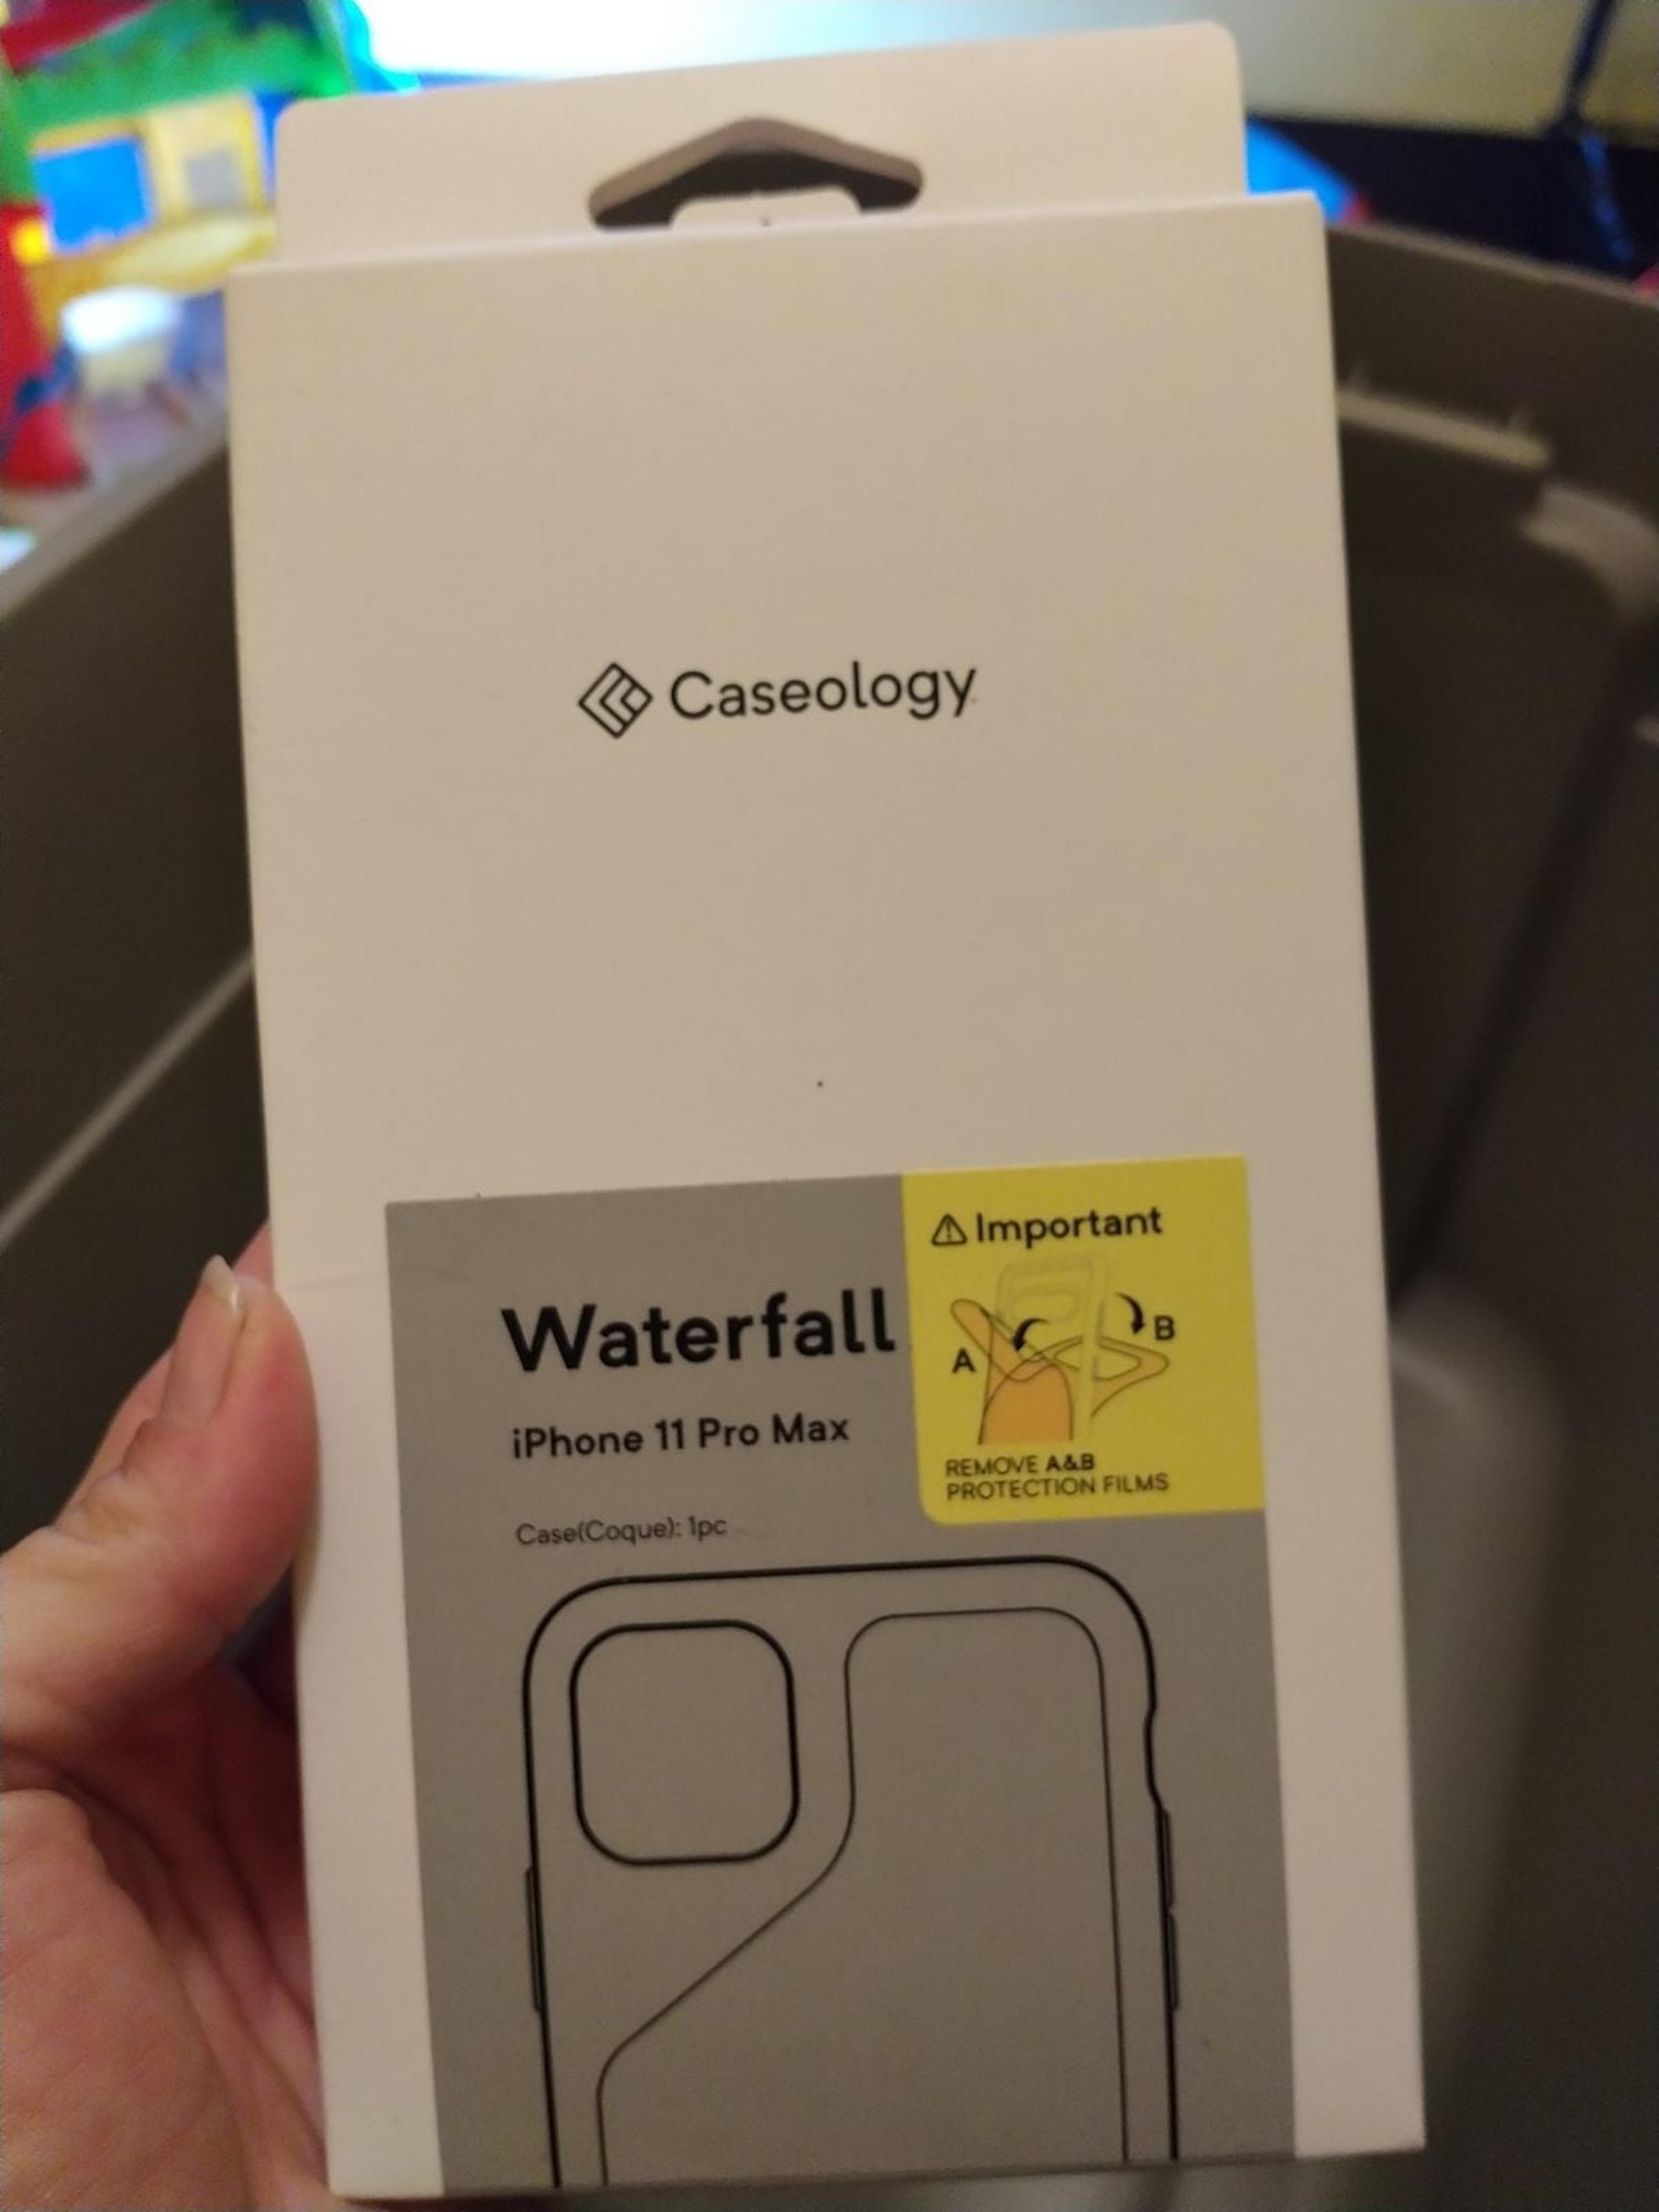 Caseology
Important
Waterfall
A
B
iPhone 11 Pro Max
REMOVE A&B
PROTECTION FILMS
Case(Coque): 1pc